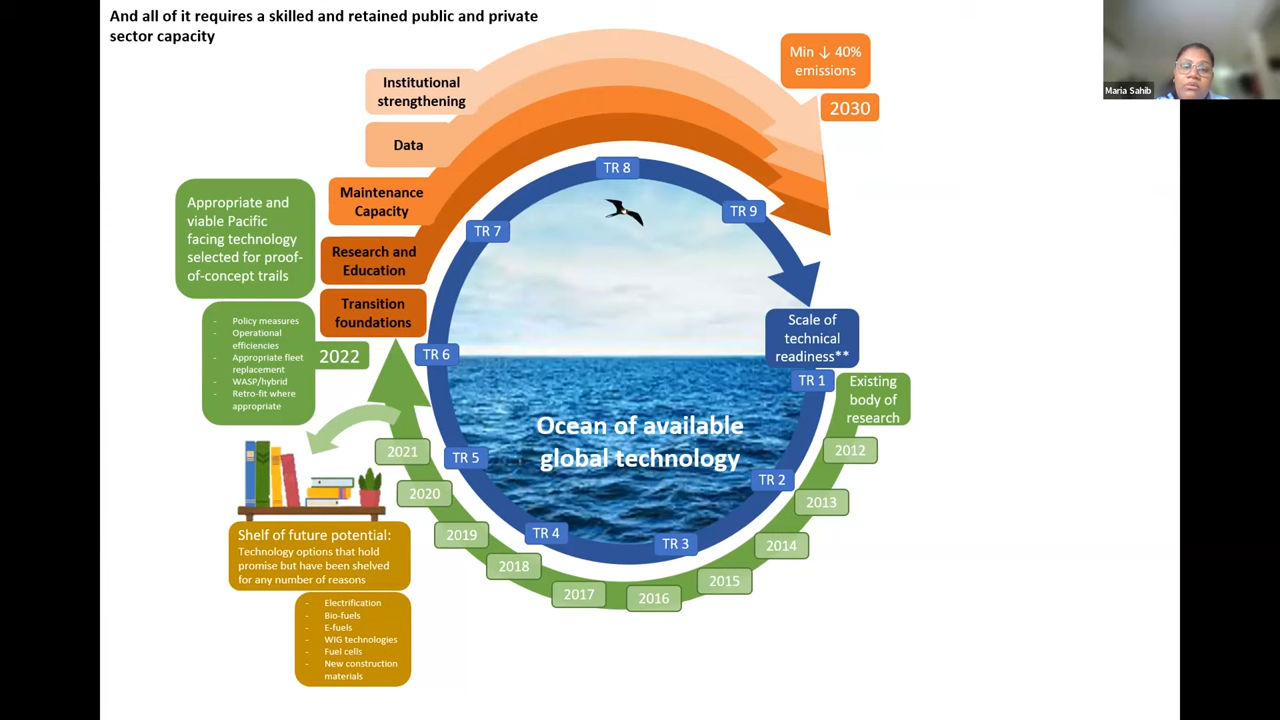 And all of it requires a skilled and retained public and private
sector capacity
Maria Sahib
Min ↓ 40%
emissions
2030
Institutional
strengthening
Data
Maintenance
Capacity
Research and
Education
Transition
foundations
Appropriate and
viable Pacific
facing technology
selected for proof-
of-concept trails
- Policy measures
- Operational
efficiencies
- Appropriate fleet
replacement
- WASP/hybrid
- Retro-fit where
appropriate
2022
TR 8
TR 9
TR 7
TR 6
TR 5
TR 4
TR 3
TR 2
TR 1
Scale of
technical
readiness**
Existing
body of
research
Ocean of available
global technology
2012
2013
2014
2015
2016
2017
2018
2019
2020
2021
Shelf of future potential:
Technology options that hold
promise but have been shelved
for any number of reasons
- Electrification
- Bio-fuels
- E-fuels
- WIG technologies
- Fuel cells
- New construction
materials